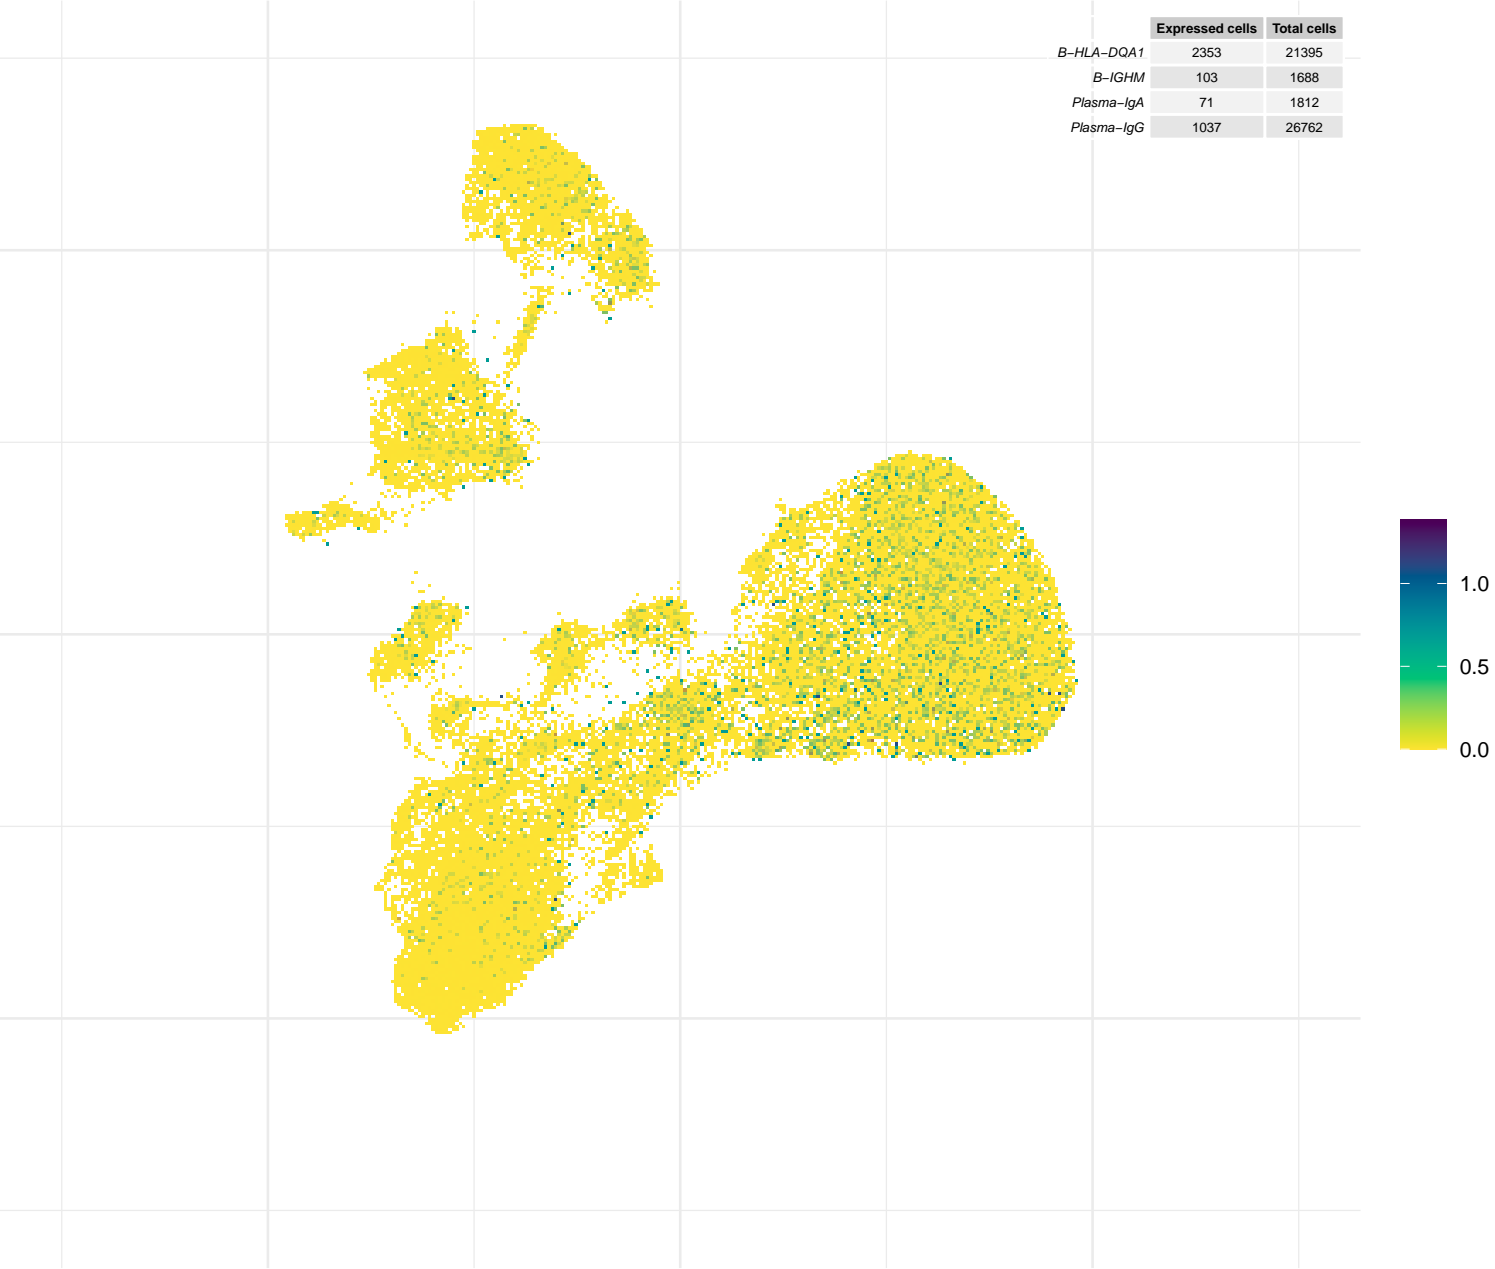 Expressed cells Total cells
B−HLA−DQA1 2353 21395
B−IGHM 103 1688
Plasma−IgA 71 1812
Plasma−IgG 1037 26762
1.0
0.5
0.0